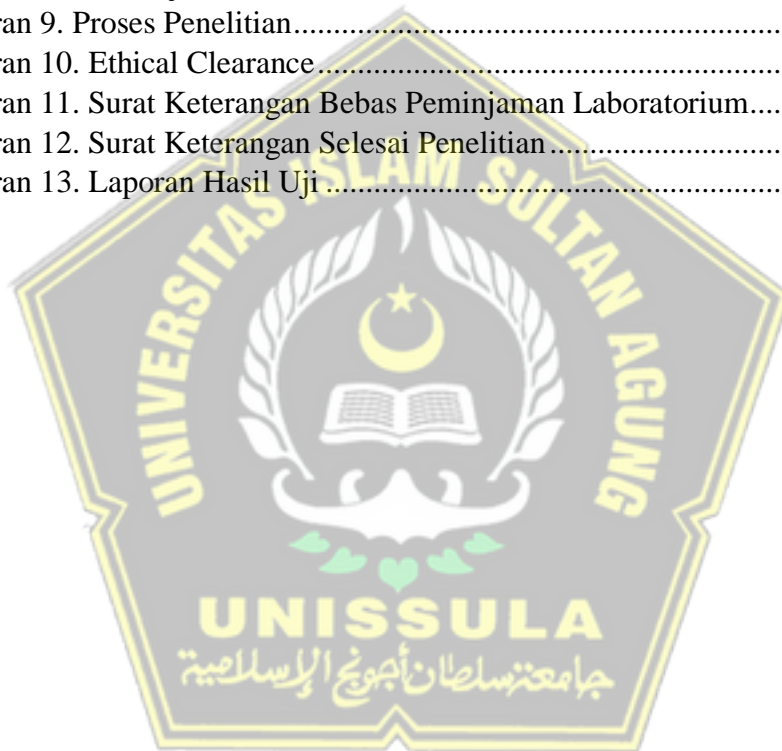 ran 9. Proses Penelitian.......................................................................
ran 10. Ethical Clearance....................................................................
ran 11. Surat Keterangan Bebas Peminjaman Laboratorium....
ran 12. Surat Keterangan Selesai Penelitian....................................
ran 13. Laporan Hasil Uji...................................................................
UNIVERSITAS ISLAM SULTAN AGUNG
UNISSULA
جامعة سلطان أجونج الإسلامية